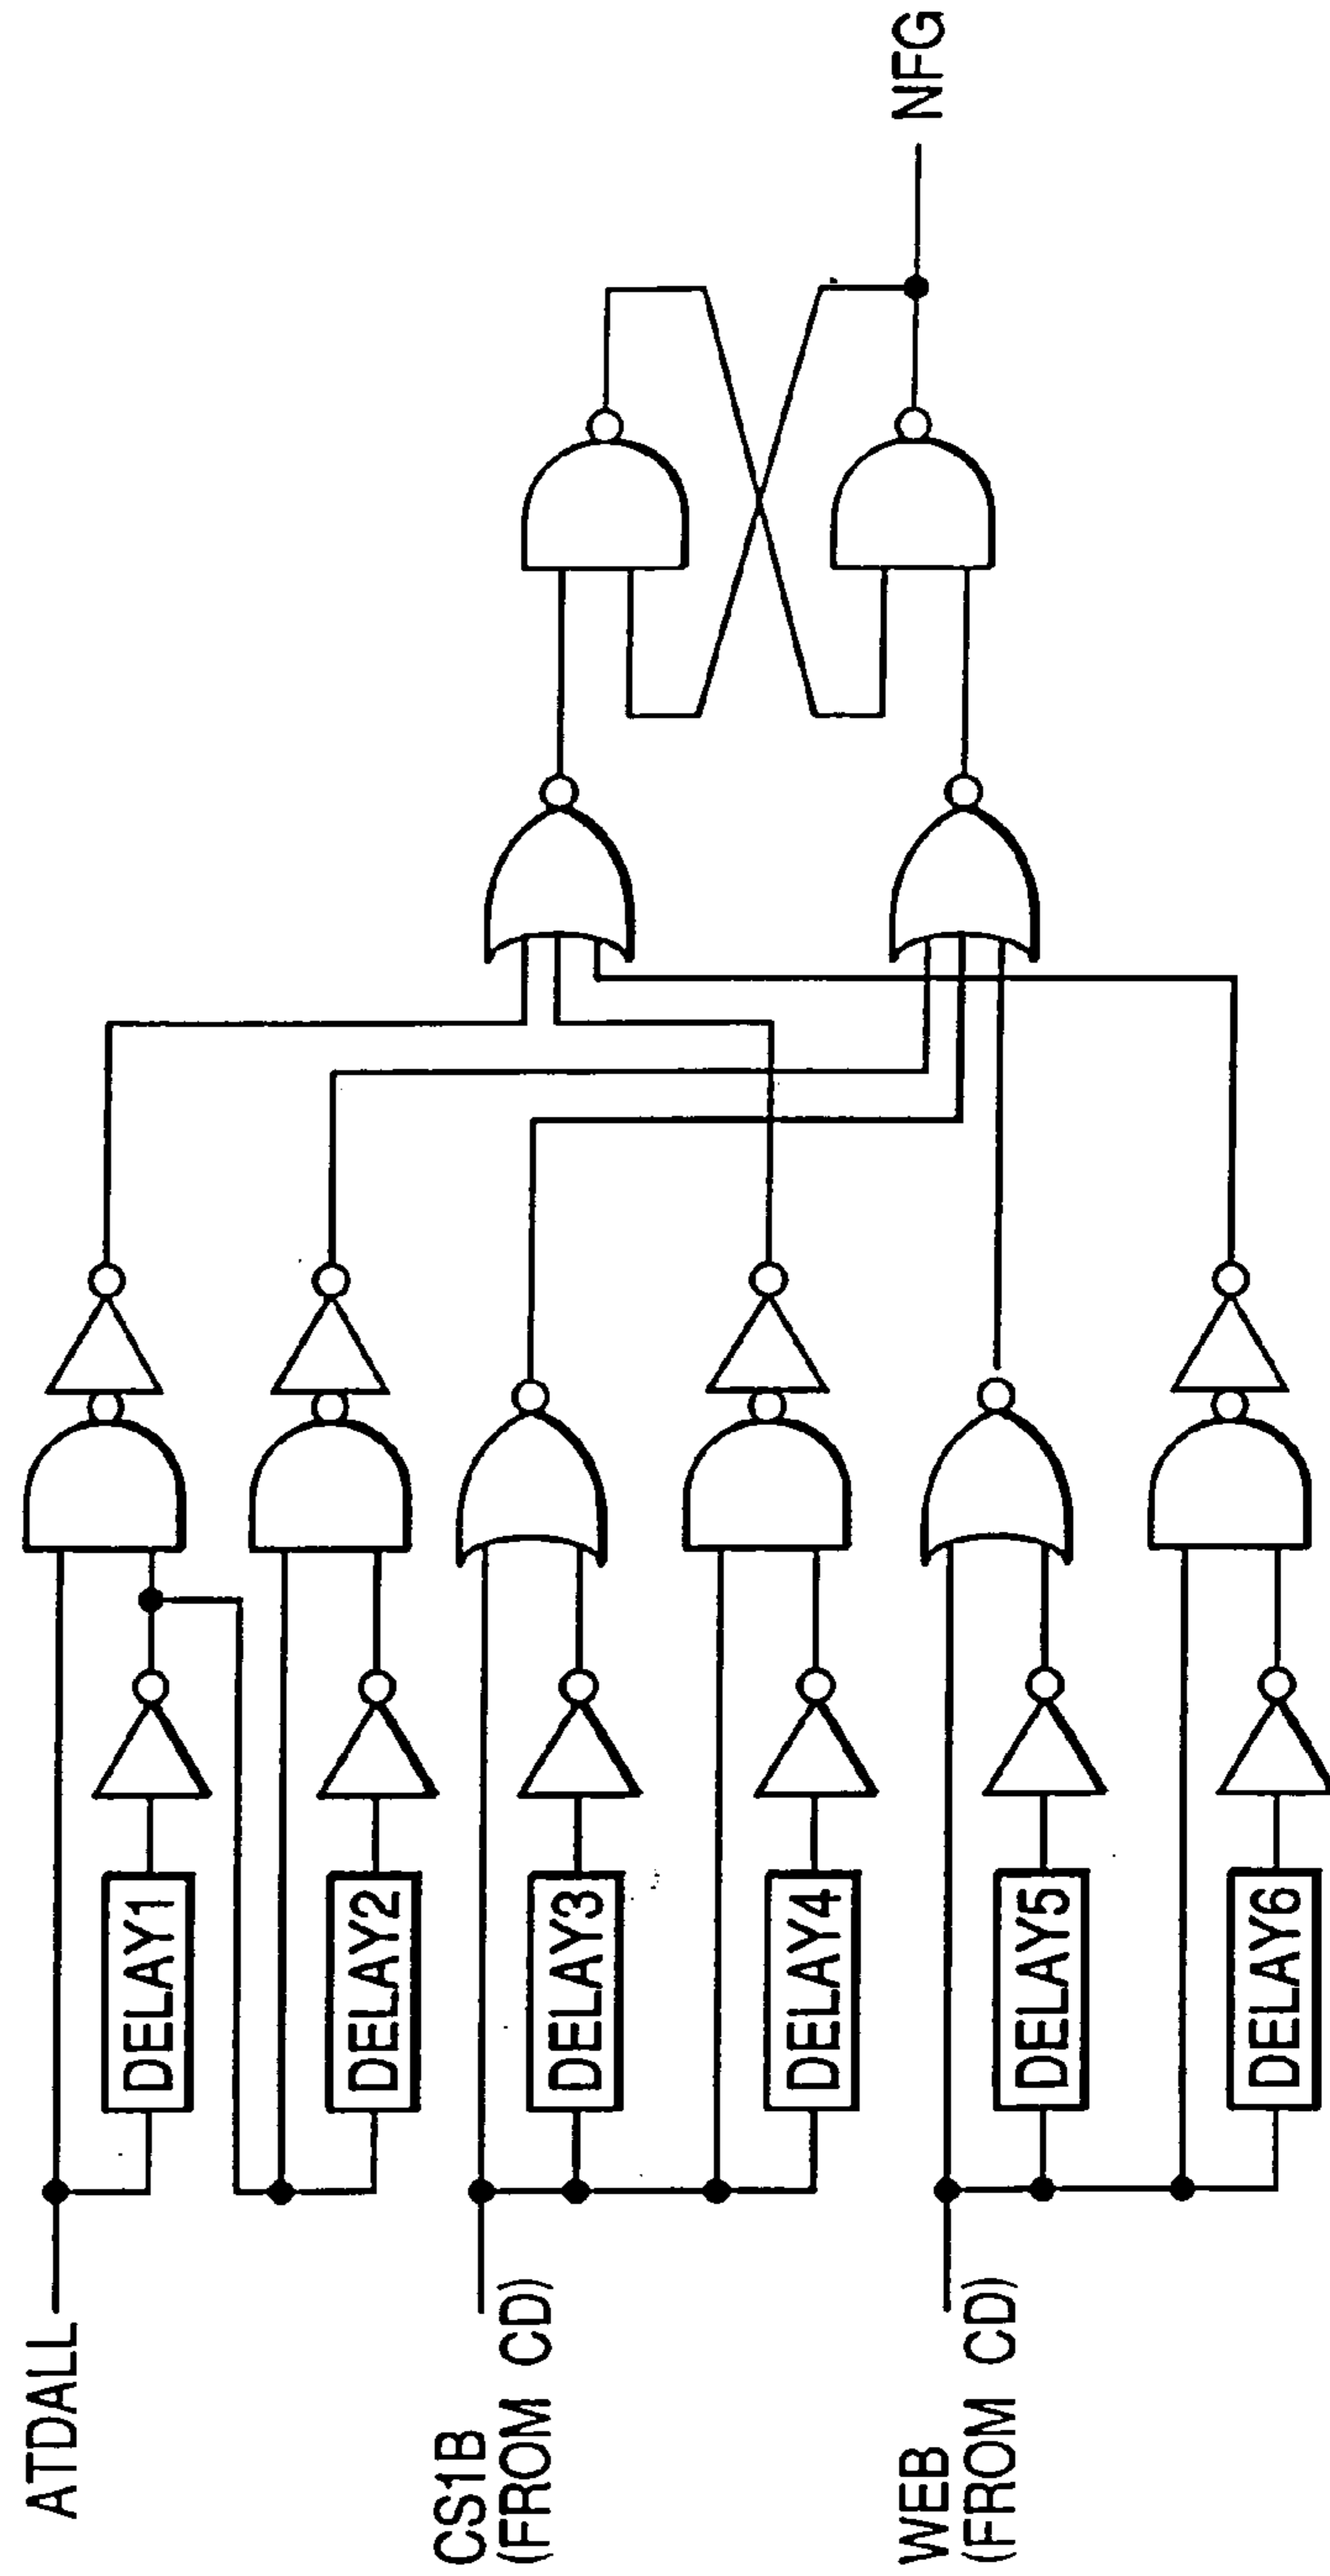 ATDALL
DELAY1
DELAY2
CS1B
(FROM CD)
DELAY3
DELAY4
WEB
(FROM CD)
DELAY5
DELAY6
NFG